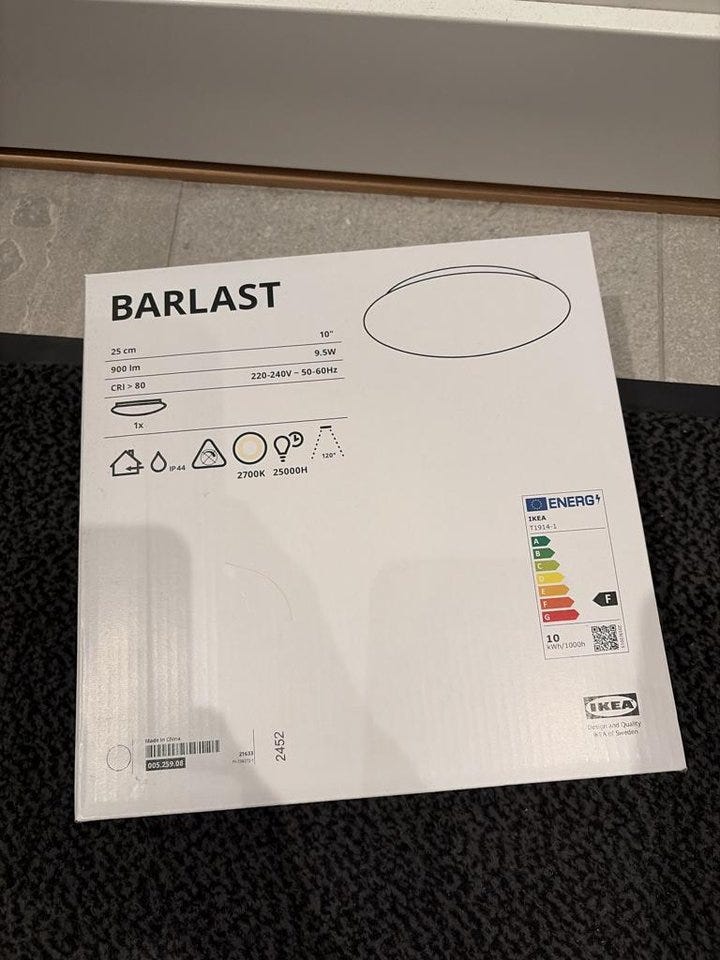 BARLAST
25 cm 10"
900 lm 9.5W
CRI > 80 220-240V ~ 50-60Hz
1x
IP44
2700K
25000H
120°
ENERG
IKEA
T1914-1
A
B
C
D
E
F
G
F
10
kWh/1000h
IKEA
Design and Quality
IKEA of Sweden
Made in China
005.259.08
21633
2452